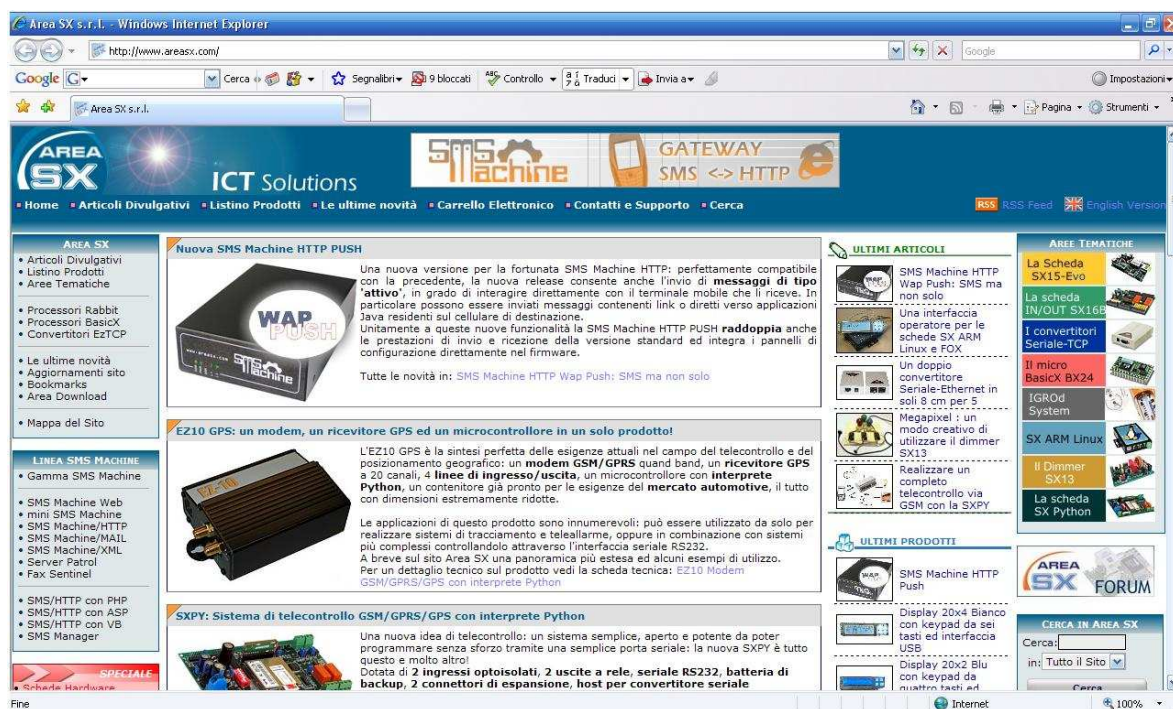 Area SX s.r.l. - Windows Internet Explorer
http://www.areasx.com/
Google
Google
G
Cerca
Segnalibri
9 bloccati
Controllo
Traduci
Invia a
Impostazioni
Area SX s.r.l.
Pagina
Strumenti
AREA
SX
ICT Solutions
SMS Machine
GATEWAY
SMS <-> HTTP
Home
Articoli Divulgativi
Listino Prodotti
Le ultime novità
Carrello Elettronico
Contatti e Supporto
Cerca
RSS
RSS Feed
English Version
AREA SX
• Articoli Divulgativi
• Listino Prodotti
• Aree Tematiche
• Processori Rabbit
• Processori BasicX
• Convertitori EzTCP
• Le ultime novità
• Aggiornamenti sito
• Bookmarks
• Area Download
• Mappa del Sito
LINEA SMS MACHINE
• Gamma SMS Machine
• SMS Machine Web
• mini SMS Machine
• SMS Machine/HTTP
• SMS Machine/MAIL
• SMS Machine/XML
• Server Patrol
• Fax Sentinel
• SMS/HTTP con PHP
• SMS/HTTP con ASP
• SMS/HTTP con VB
• SMS Manager
SPECIALE
• Schede Hardware
Nuova SMS Machine HTTP PUSH
WAP
PUSH
www.areasx.com
SMS Machine
Una nuova versione per la fortunata SMS Machine HTTP: perfettamente compatibile
con la precedente, la nuova release consente anche l'invio di messaggi di tipo
'attivo', in grado di interagire direttamente con il terminale mobile che li riceve. In
particolare possono essere inviati messaggi contenenti link o diretti verso applicazioni
Java residenti sul cellulare di destinazione.
Unitamente a queste nuove funzionalità la SMS Machine HTTP PUSH raddoppia anche
le prestazioni di invio e ricezione della versione standard ed integra i pannelli di
configurazione direttamente nel firmware.
Tutte le novità in: SMS Machine HTTP Wap Push: SMS ma non solo
EZ10 GPS: un modem, un ricevitore GPS ed un microcontrollore in un solo prodotto!
EZ-10
L'EZ10 GPS è la sintesi perfetta delle esigenze attuali nel campo del telecontrollo e del
posizionamento geografico: un modem GSM/GPRS quand band, un ricevitore GPS
a 20 canali, 4 linee di ingresso/uscita, un microcontrollore con interprete
Python, un contenitore già pronto per le esigenze del mercato automotive, il tutto
con dimensioni estremamente ridotte.
Le applicazioni di questo prodotto sono innumerevoli: può essere utilizzato da solo per
realizzare sistemi di tracciamento e teleallarme, oppure in combinazione con sistemi
più complessi controllandolo attraverso l'interfaccia seriale RS232.
A breve sul sito Area SX una panoramica più estesa ed alcuni esempi di utilizzo.
Per un dettaglio tecnico sul prodotto vedi la scheda tecnica: EZ10 Modem
GSM/GPRS/GPS con interprete Python
SXPY: Sistema di telecontrollo GSM/GPRS/GPS con interprete Python
Una nuova idea di telecontrollo: un sistema semplice, aperto e potente da poter
programmare senza sforzo tramite una semplice porta seriale: la nuova SXPY è tutto
questo e molto altro!
Dotata di 2 ingressi optoisolati, 2 uscite a rele, seriale RS232, batteria di
backup, 2 connettori di espansione, host per convertitore seriale
ULTIMI ARTICOLI
SMS Machine HTTP
Wap Push: SMS ma
non solo
Una interfaccia
operatore per le
schede SX ARM
Linux e FOX
Un doppio
convertitore
Seriale-Ethernet in
soli 8 cm per 5
Megapixel : un
modo creativo di
utilizzare il dimmer
SX13
Realizzare un
completo
telecontrollo via
GSM con la SXPY
ULTIMI PRODOTTI
SMS Machine HTTP
Push
Display 20x4 Bianco
con keypad da sei
tasti ed interfaccia
USB
Display 20x2 Blu
con keypad da
quattro tasti ed
AREE TEMATICHE
La Scheda
SX15-Evo
La scheda
IN/OUT SX16B
I convertitori
Seriale-TCP
Il micro
BasicX BX24
IGROd
System
SX ARM Linux
Il Dimmer
SX13
La scheda
SX Python
AREA
SX
FORUM
CERCA IN AREA SX
Cerca:
in: Tutto il Sito
Cerca
Fine
Internet
100%